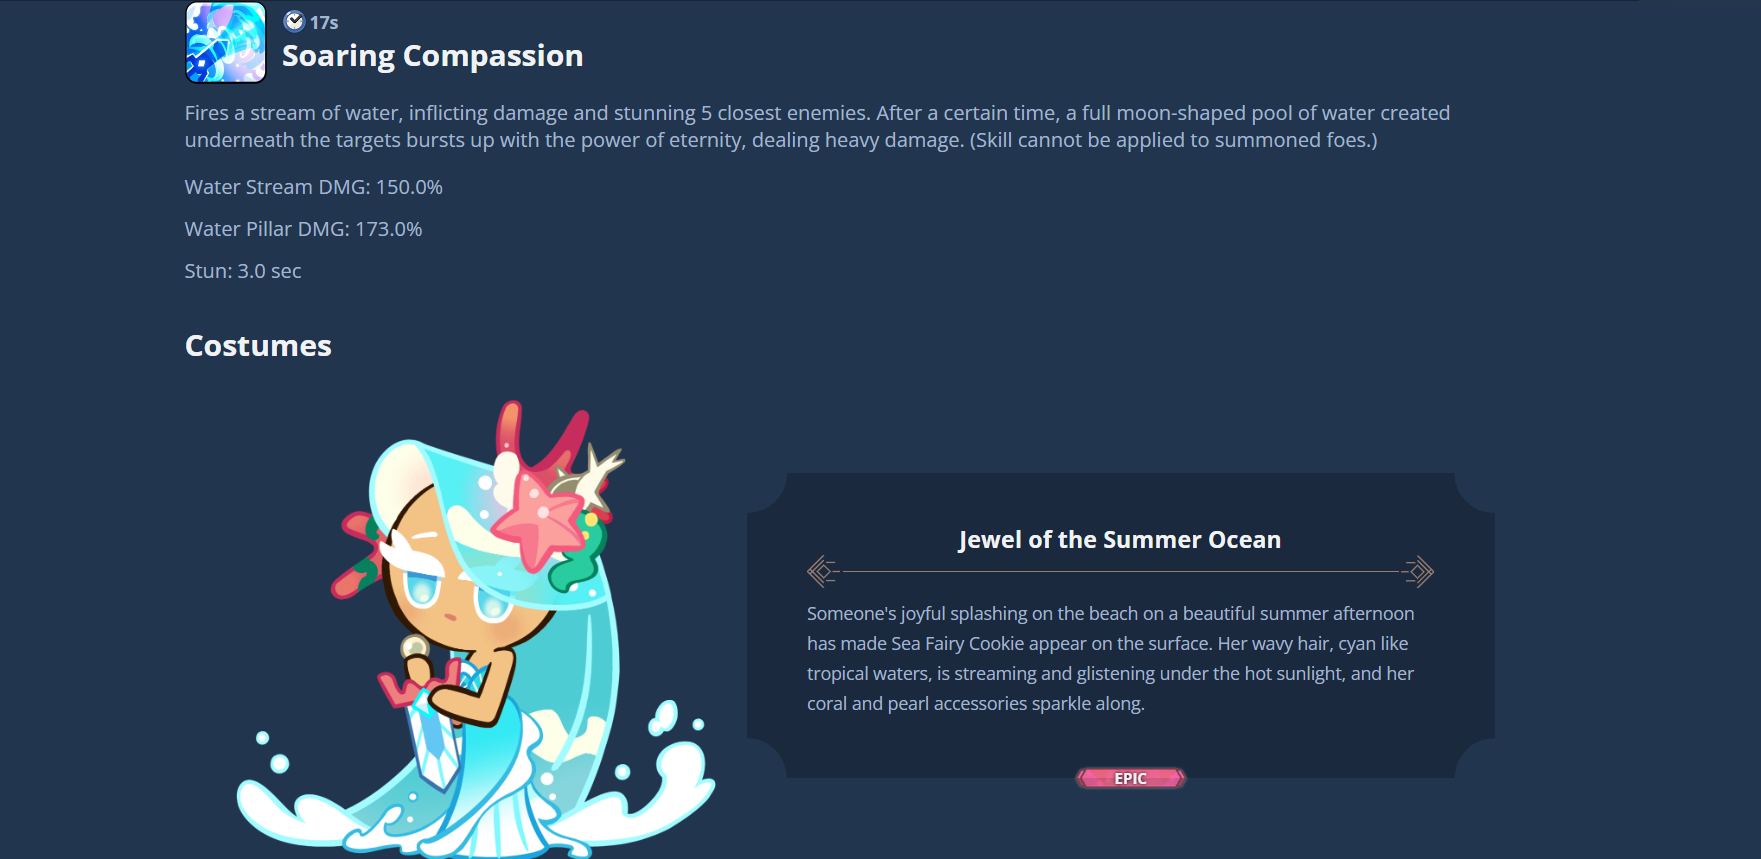 17s
Soaring Compassion
Fires a stream of water, inflicting damage and stunning 5 closest enemies. After a certain time, a full moon-shaped pool of water created
underneath the targets bursts up with the power of eternity, dealing heavy damage. (Skill cannot be applied to summoned foes.)
Water Stream DMG: 150.0%
Water Pillar DMG: 173.0%
Stun: 3.0 sec
Costumes
Jewel of the Summer Ocean
Someone's joyful splashing on the beach on a beautiful summer afternoon
has made Sea Fairy Cookie appear on the surface. Her wavy hair, cyan like
tropical waters, is streaming and glistening under the hot sunlight, and her
coral and pearl accessories sparkle along.
EPIC